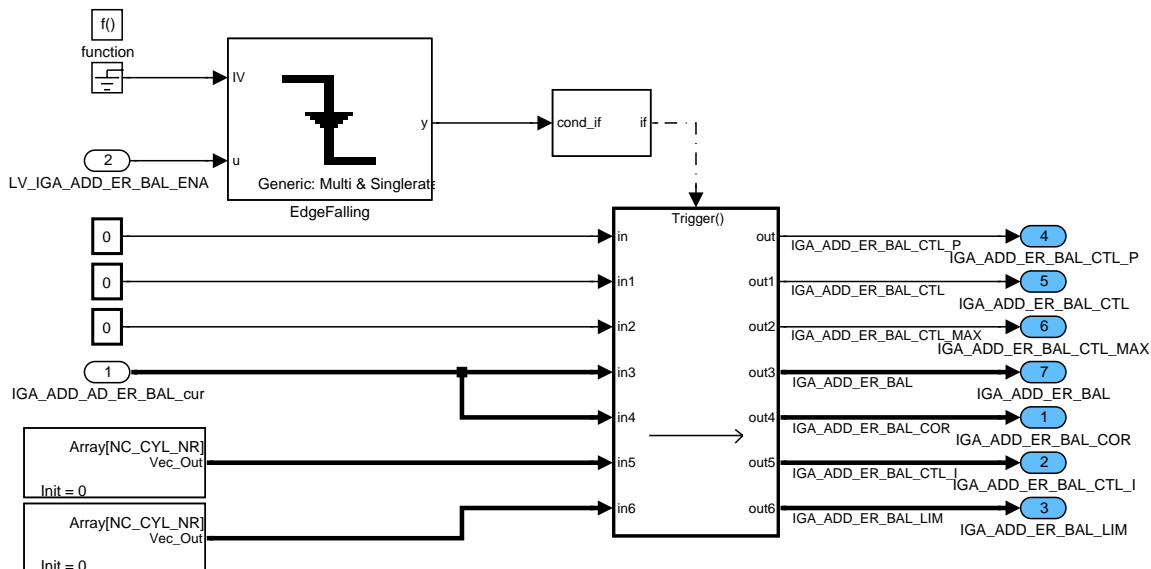 f()
function
IV
u
y
Generic: Multi & Singlerate
EdgeFalling
2
LV_IGA_ADD_ER_BAL_ENA
cond_if
if
Trigger()
0
in
out
IGA_ADD_ER_BAL_CTL_P
4
IGA_ADD_ER_BAL_CTL_P
0
in1
out1
IGA_ADD_ER_BAL_CTL
5
IGA_ADD_ER_BAL_CTL
0
in2
out2
IGA_ADD_ER_BAL_CTL_MAX
6
IGA_ADD_ER_BAL_CTL_MAX
1
IGA_ADD_AD_ER_BAL_cur
in3
out3
IGA_ADD_ER_BAL
7
IGA_ADD_ER_BAL
in4
out4
IGA_ADD_ER_BAL_COR
1
IGA_ADD_ER_BAL_COR
Array[NC_CYL_NR]
Vec_Out
Init = 0
in5
out5
IGA_ADD_ER_BAL_CTL_I
2
IGA_ADD_ER_BAL_CTL_I
Array[NC_CYL_NR]
Vec_Out
Init = 0
in6
out6
IGA_ADD_ER_BAL_LIM
3
IGA_ADD_ER_BAL_LIM